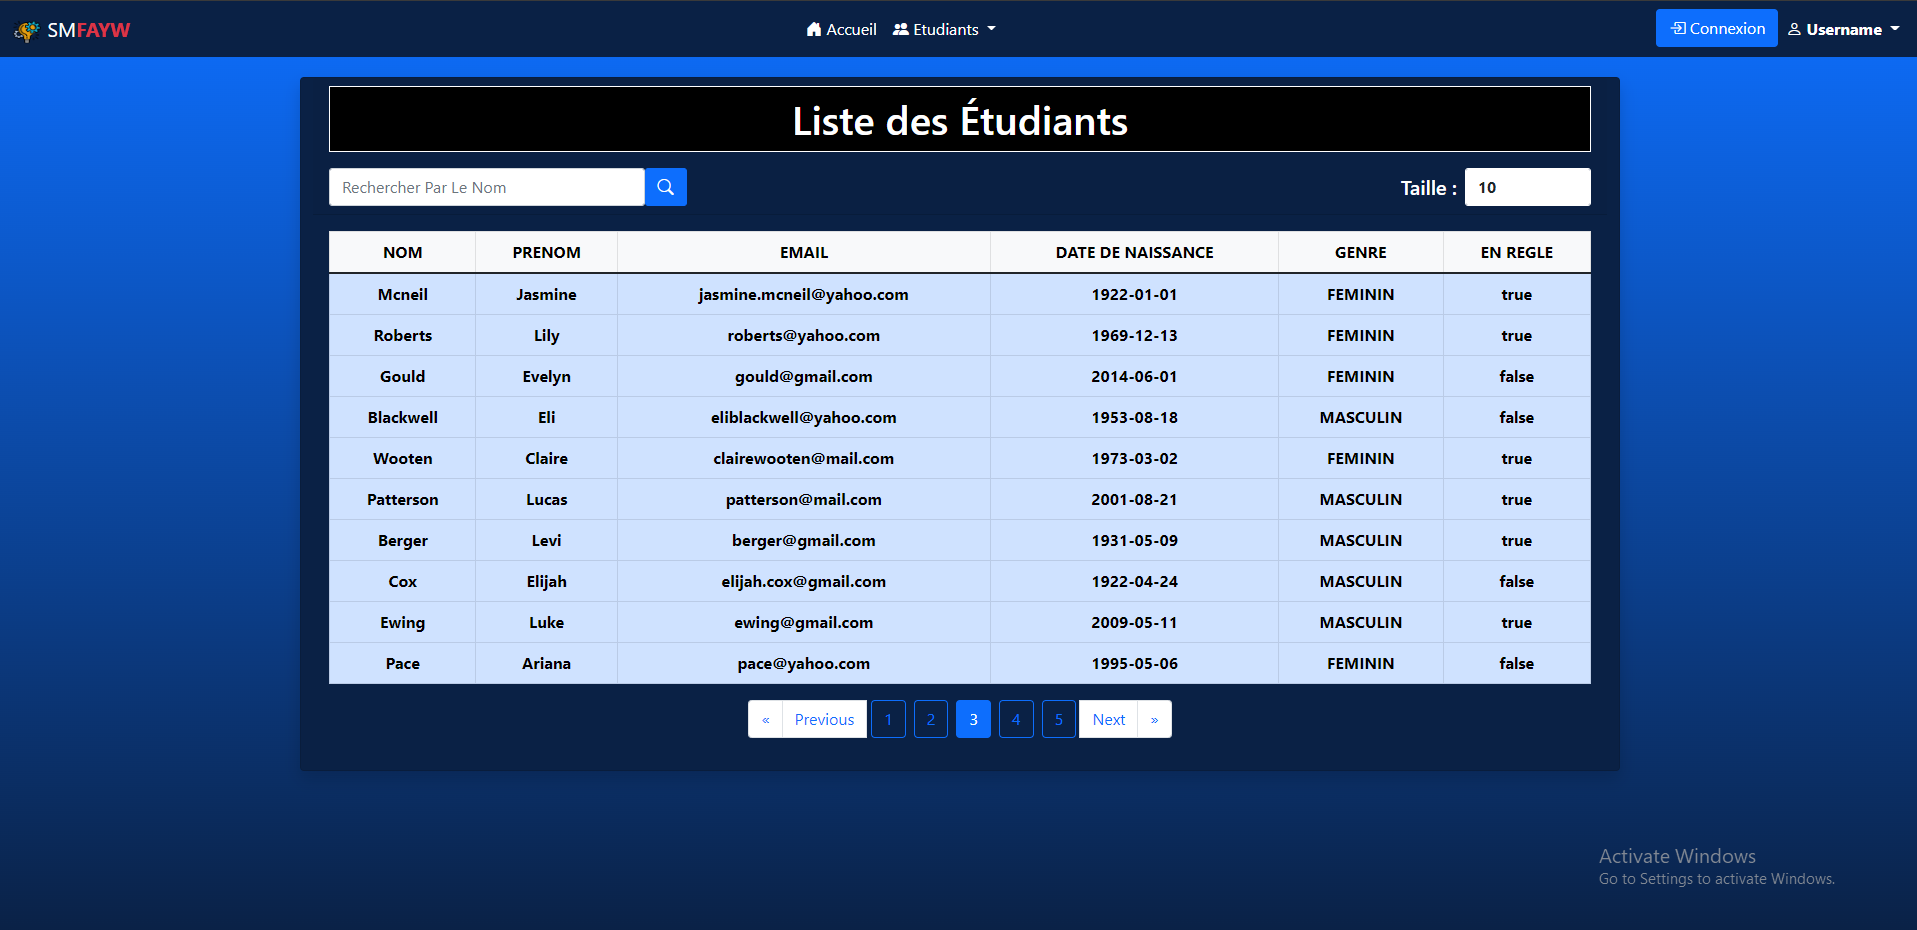 SMFAYW Accueil Etudiants Connexion Username
Liste des Étudiants
Rechercher Par Le Nom Taille : 10
NOM PRENOM EMAIL DATE DE NAISSANCE GENRE EN REGLE
Mcneil Jasmine jasmine.mcneil@yahoo.com 1922-01-01 FEMININ true
Roberts Lily roberts@yahoo.com 1969-12-13 FEMININ true
Gould Evelyn gould@gmail.com 2014-06-01 FEMININ false
Blackwell Eli eliblackwell@yahoo.com 1953-08-18 MASCULIN false
Wooten Claire clairewooten@mail.com 1973-03-02 FEMININ true
Patterson Lucas patterson@mail.com 2001-08-21 MASCULIN true
Berger Levi berger@gmail.com 1931-05-09 MASCULIN true
Cox Elijah elijah.cox@gmail.com 1922-04-24 MASCULIN false
Ewing Luke ewing@gmail.com 2009-05-11 MASCULIN true
Pace Ariana pace@yahoo.com 1995-05-06 FEMININ false
« Previous 1 2 3 4 5 Next »
Activate Windows
Go to Settings to activate Windows.